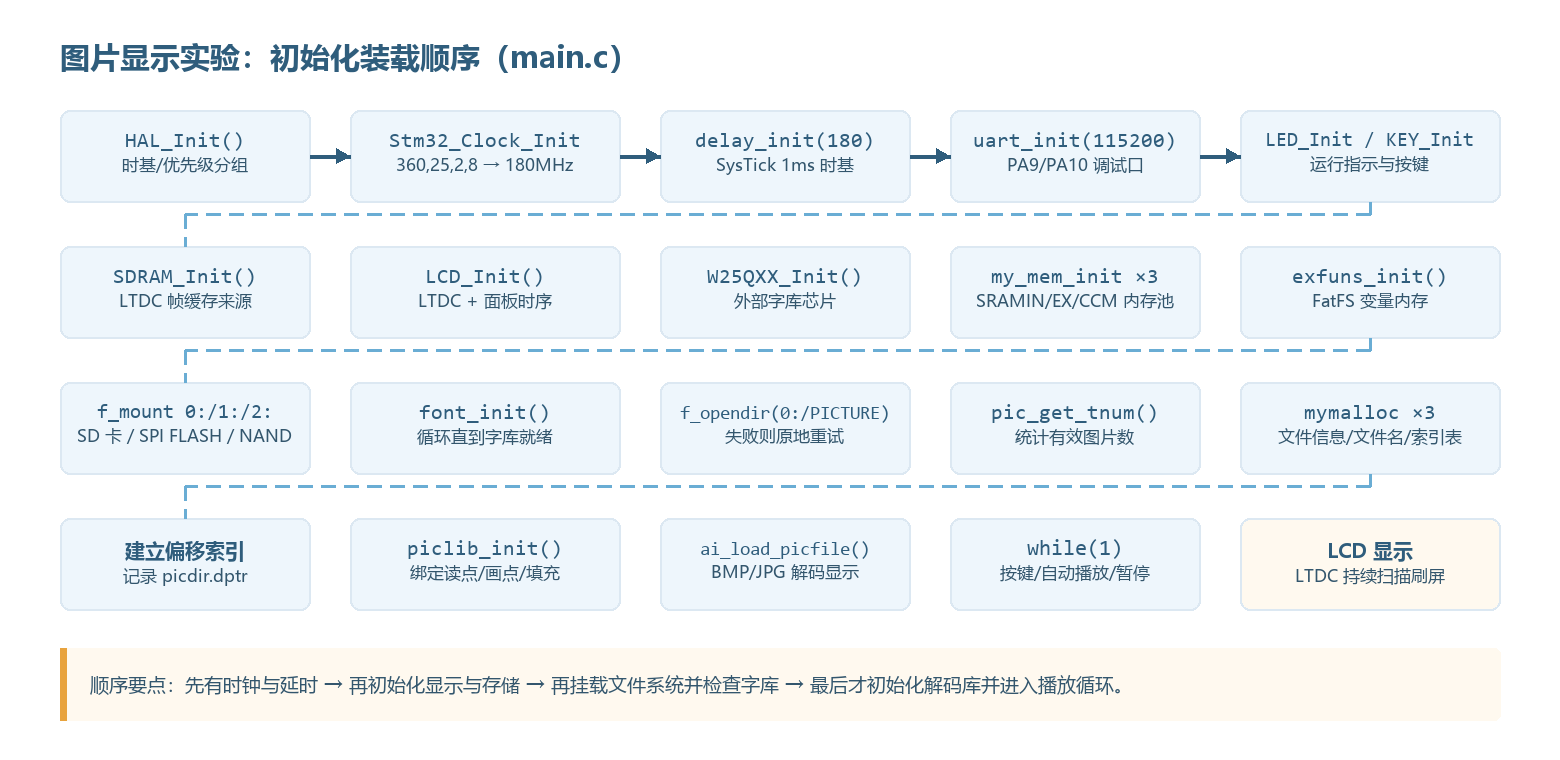 图片显示实验：初始化装载顺序（main.c）
HAL_Init()
时基/优先级分组
Stm32_Clock_Init
360,25,2,8 → 180MHz
delay_init(180)
SysTick 1ms 时基
uart_init(115200)
PA9/PA10 调试口
LED_Init / KEY_Init
运行指示与按键
SDRAM_Init()
LTDC 帧缓存来源
LCD_Init()
LTDC + 面板时序
W25QXX_Init()
外部字库芯片
my_mem_init ×3
SRAMIN/EX/CCM 内存池
exfuns_init()
FatFS 变量内存
f_mount 0:/1:/2:
SD 卡 / SPI FLASH / NAND
font_init()
循环直到字库就绪
f_opendir(0:/PICTURE)
失败则原地重试
pic_get_tnum()
统计有效图片数
mymalloc ×3
文件信息/文件名/索引表
建立偏移索引
记录 picdir.dptr
piclib_init()
绑定读点/画点/填充
ai_load_picfile()
BMP/JPG 解码显示
while(1)
按键/自动播放/暂停
LCD 显示
LTDC 持续扫描刷屏
顺序要点：先有时钟与延时 → 再初始化显示与存储 → 再挂载文件系统并检查字库 → 最后才初始化解码库并进入播放循环。